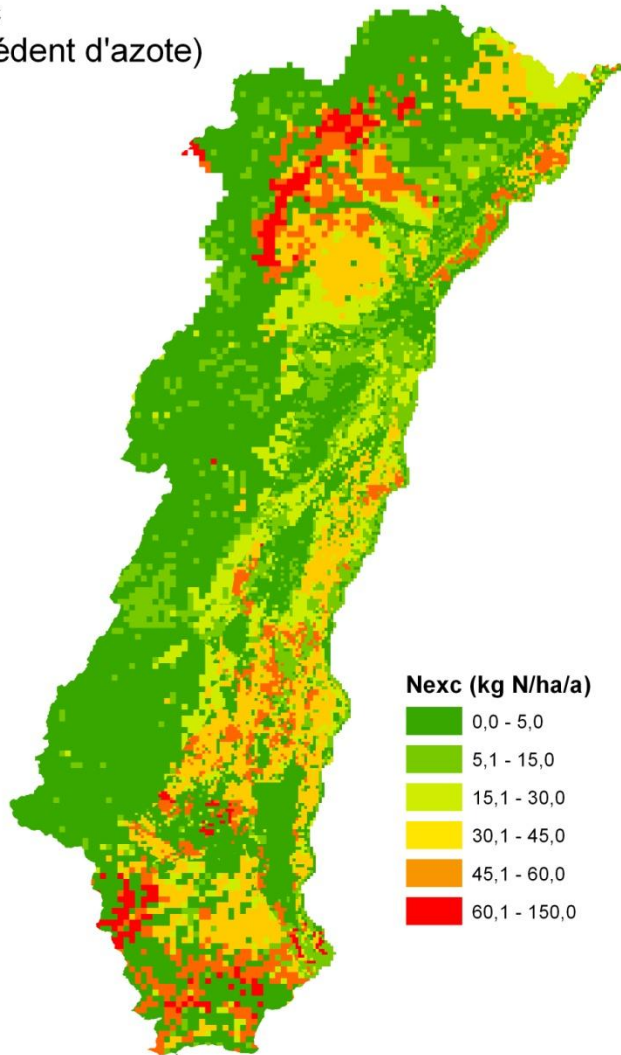 d'azote)
Nexc (kg N/ha/a)
0,0 - 5,0
5,1 - 15,0
15,1 - 30,0
30,1 - 45,0
45,1 - 60,0
60,1 - 150,0